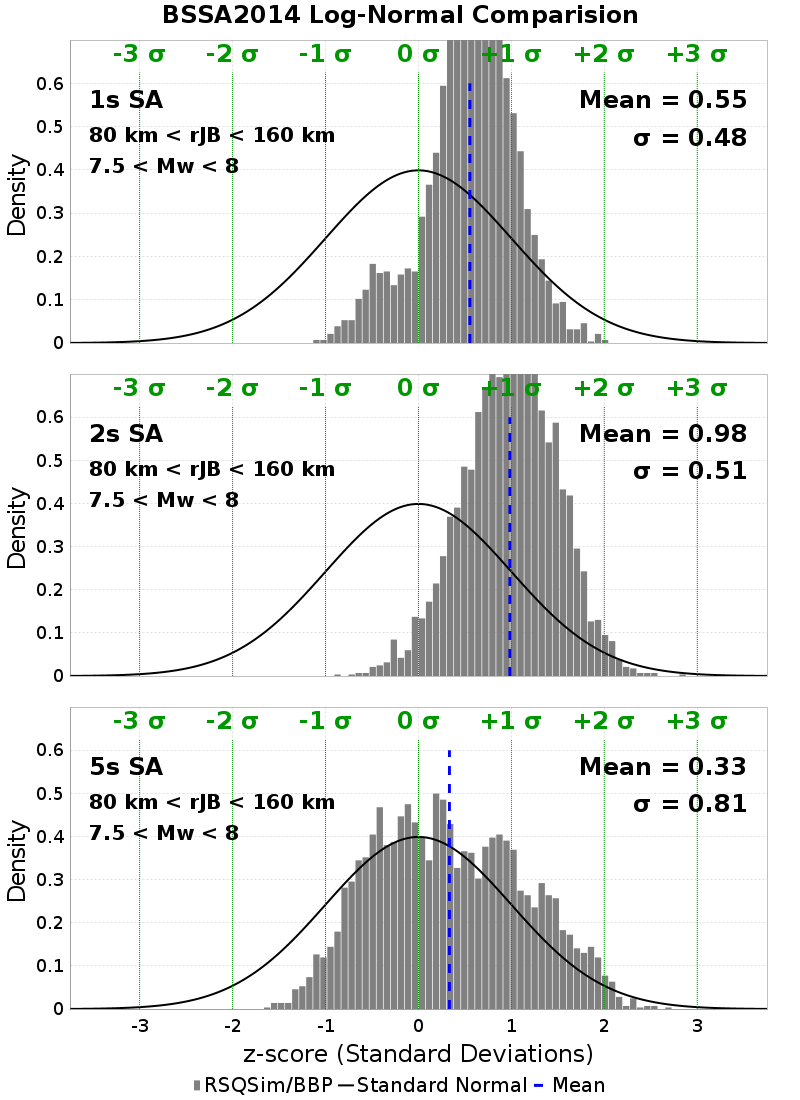 BSSA2014 Log-Normal Comparision
-3 σ -2 σ -1 σ 0 σ +1 σ +2 σ +3 σ
1s SA
Mean = 0.55
80 km < rJB < 160 km
σ = 0.48
7.5 < Mw < 8
Density
0.6
0.5
0.4
0.3
0.2
0.1
0
-3 σ -2 σ -1 σ 0 σ +1 σ +2 σ +3 σ
2s SA
Mean = 0.98
80 km < rJB < 160 km
σ = 0.51
7.5 < Mw < 8
Density
0.6
0.5
0.4
0.3
0.2
0.1
0
-3 σ -2 σ -1 σ 0 σ +1 σ +2 σ +3 σ
5s SA
Mean = 0.33
80 km < rJB < 160 km
σ = 0.81
7.5 < Mw < 8
Density
0.6
0.5
0.4
0.3
0.2
0.1
0
-3 -2 -1 0 1 2 3
z-score (Standard Deviations)
RSQSim/BBP Standard Normal Mean